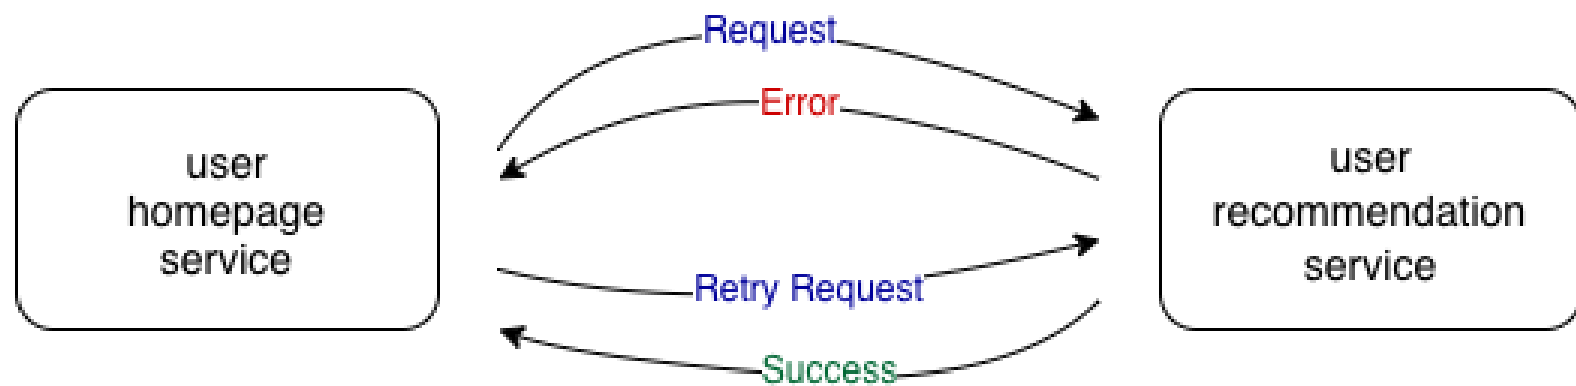 Request
Error
user
homepage
service
user
recommendation
service
Retry Request
Success